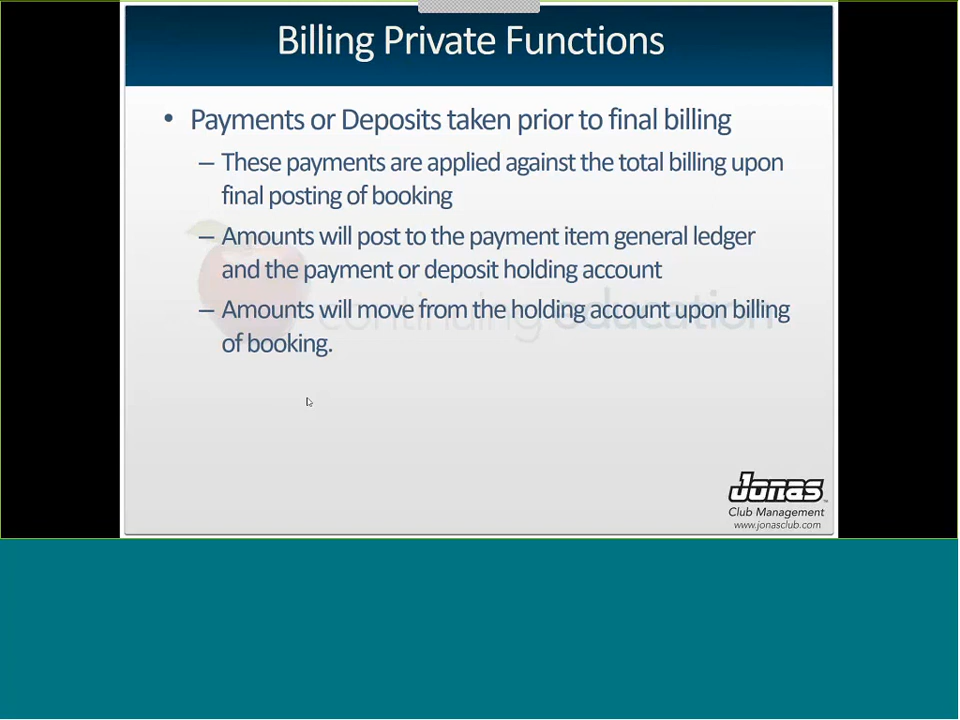 Billing Private Functions
• Payments or Deposits taken prior to final billing
– These payments are applied against the total billing upon
final posting of booking
– Amounts will post to the payment item general ledger
and the payment or deposit holding account
– Amounts will move from the holding account upon billing
of booking.
continuing education
Jonas
Club Management
www.jonasclub.com